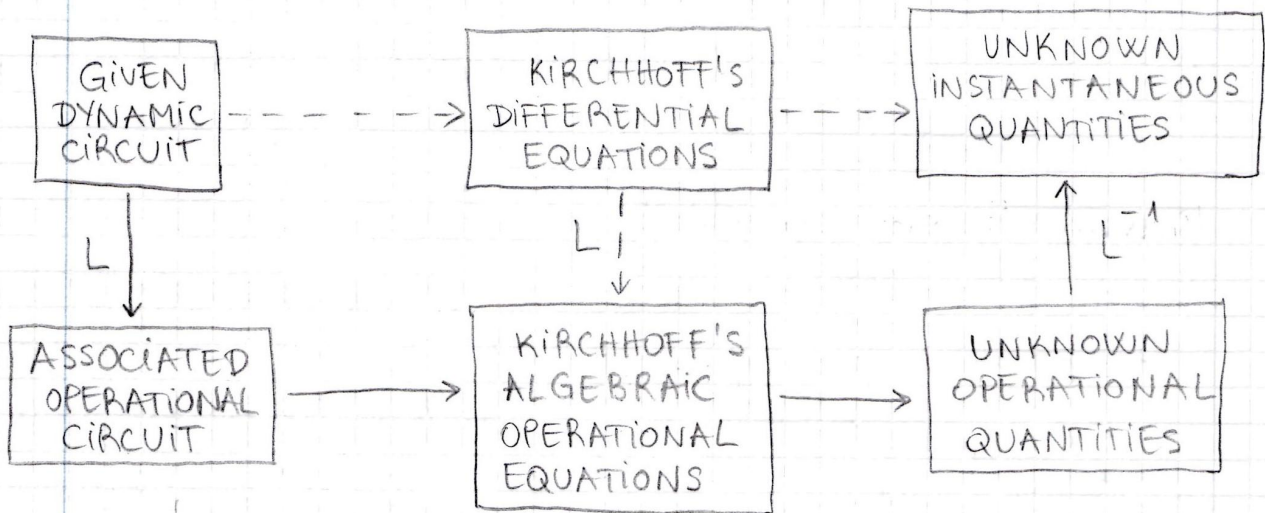 GIVEN
DYNAMIC
CIRCUIT
KIRCHHOFF'S
DIFFERENTIAL
EQUATIONS
UNKNOWN
INSTANTANEOUS
QUANTITIES
L
L
L⁻¹
ASSOCIATED
OPERATIONAL
CIRCUIT
KIRCHHOFF'S
ALGEBRAIC
OPERATIONAL
EQUATIONS
UNKNOWN
OPERATIONAL
QUANTITIES